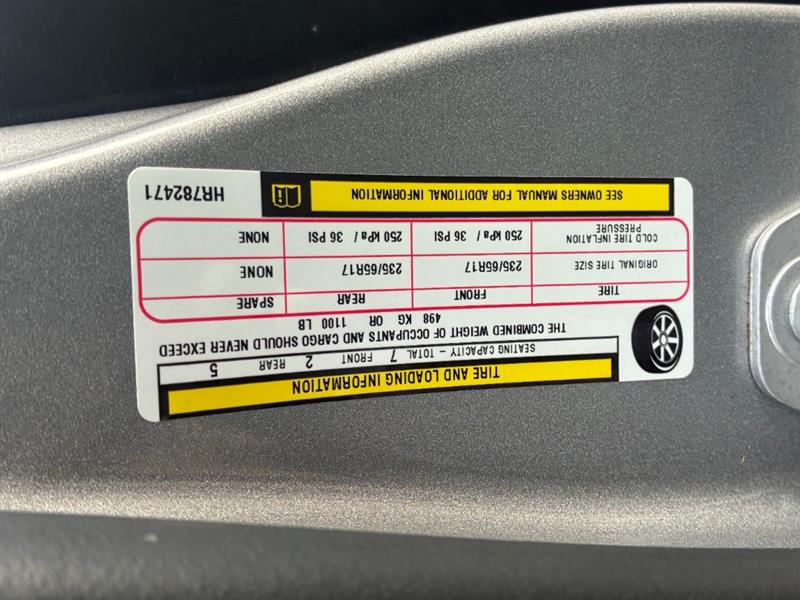 TIRE AND LOADING INFORMATION
SEATING CAPACITY – TOTAL 7 FRONT 2 REAR 5
THE COMBINED WEIGHT OF OCCUPANTS AND CARGO SHOULD NEVER EXCEED
498 KG OR 1100 LB
TIRE FRONT REAR SPARE
ORIGINAL TIRE SIZE 235/65R17 235/65R17 NONE
COLD TIRE INFLATION PRESSURE 250 kPa / 36 PSI 250 kPa / 36 PSI NONE
SEE OWNERS MANUAL FOR ADDITIONAL INFORMATION HR782471